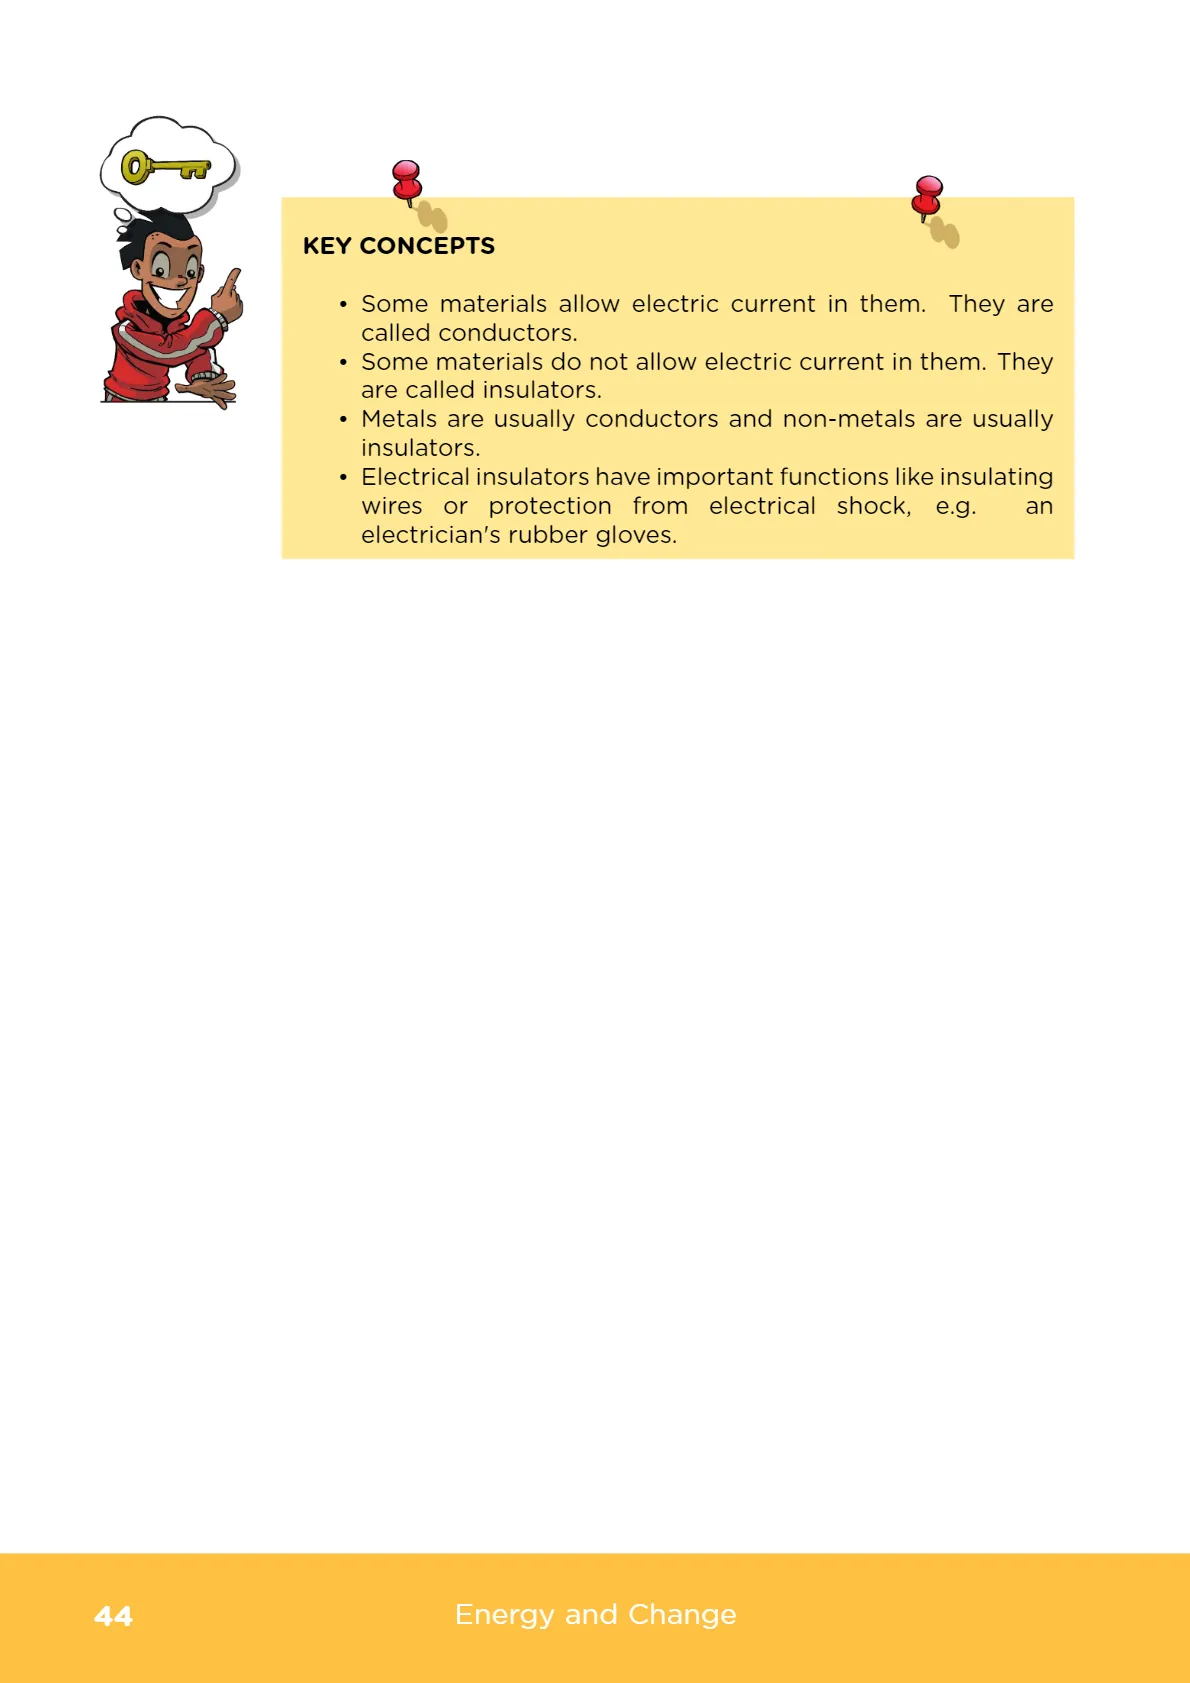 KEY CONCEPTS
• Some materials allow electric current in them. They are
called conductors.
• Some materials do not allow electric current in them. They
are called insulators.
• Metals are usually conductors and non-metals are usually
insulators.
• Electrical insulators have important functions like insulating
wires or protection from electrical shock, e.g. an
electrician's rubber gloves.
44 Energy and Change